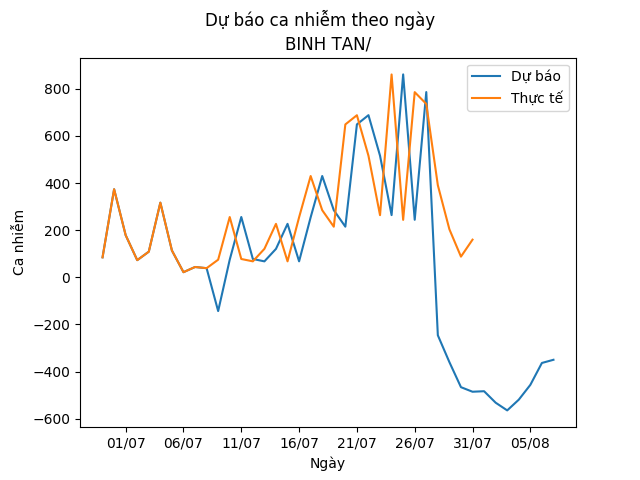 Dự báo ca nhiễm theo ngày
BINH TAN/
Dự báo
Thực tế
Ca nhiễm
800
600
400
200
0
−200
−400
−600
01/07 06/07 11/07 16/07 21/07 26/07 31/07 05/08
Ngày